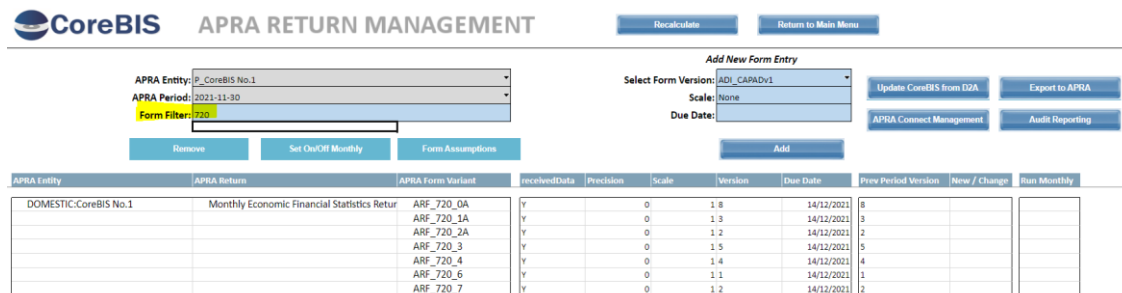 CoreBIS APRA RETURN MANAGEMENT Recalculate Return to Main Menu
Add New Form Entry
APRA Entity: P_CoreBIS No.1 Select Form Version: ADI_CAPADv1
Update CoreBIS from D2A Export to APRA
APRA Period: 2021-11-30 Scale: None
Form Filter: 720 Due Date:
APRA Connect Management Audit Reporting
Remove Set On/Off Monthly Form Assumptions Add
APRA Entity APRA Return APRA Form Variant receivedData Precision Scale Version Due Date Prev Period Version New / Change Run Monthly
DOMESTIC:CoreBIS No.1 Monthly Economic Financial Statistics Retur ARF_720_0A Y 0 1 8 14/12/2021 8
ARF_720_1A Y 0 1 3 14/12/2021 3
ARF_720_2A Y 0 1 2 14/12/2021 2
ARF_720_3 Y 0 1 5 14/12/2021 5
ARF_720_4 Y 0 1 4 14/12/2021 4
ARF_720_6 Y 0 1 1 14/12/2021 1
ARF_720_7 Y 0 1 2 14/12/2021 2